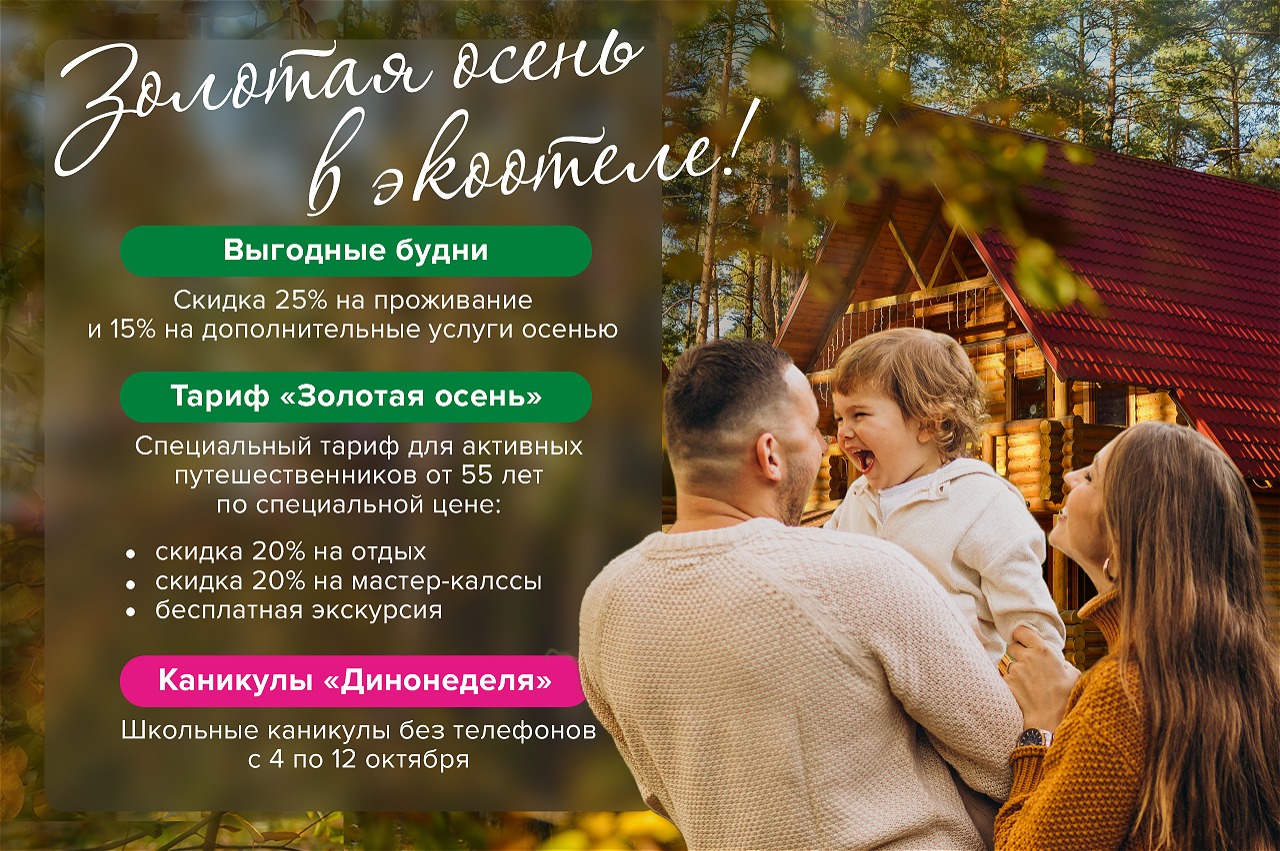 Золотая осень
в экоотеле!
Выгодные будни
Скидка 25% на проживание
и 15% на дополнительные услуги осенью
Тариф «Золотая осень»
Специальный тариф для активных
путешественников от 55 лет
по специальной цене:
• скидка 20% на отдых
• скидка 20% на мастер-калссы
• бесплатная экскурсия
Каникулы «Динонеделя»
Школьные каникулы без телефонов
с 4 по 12 октября